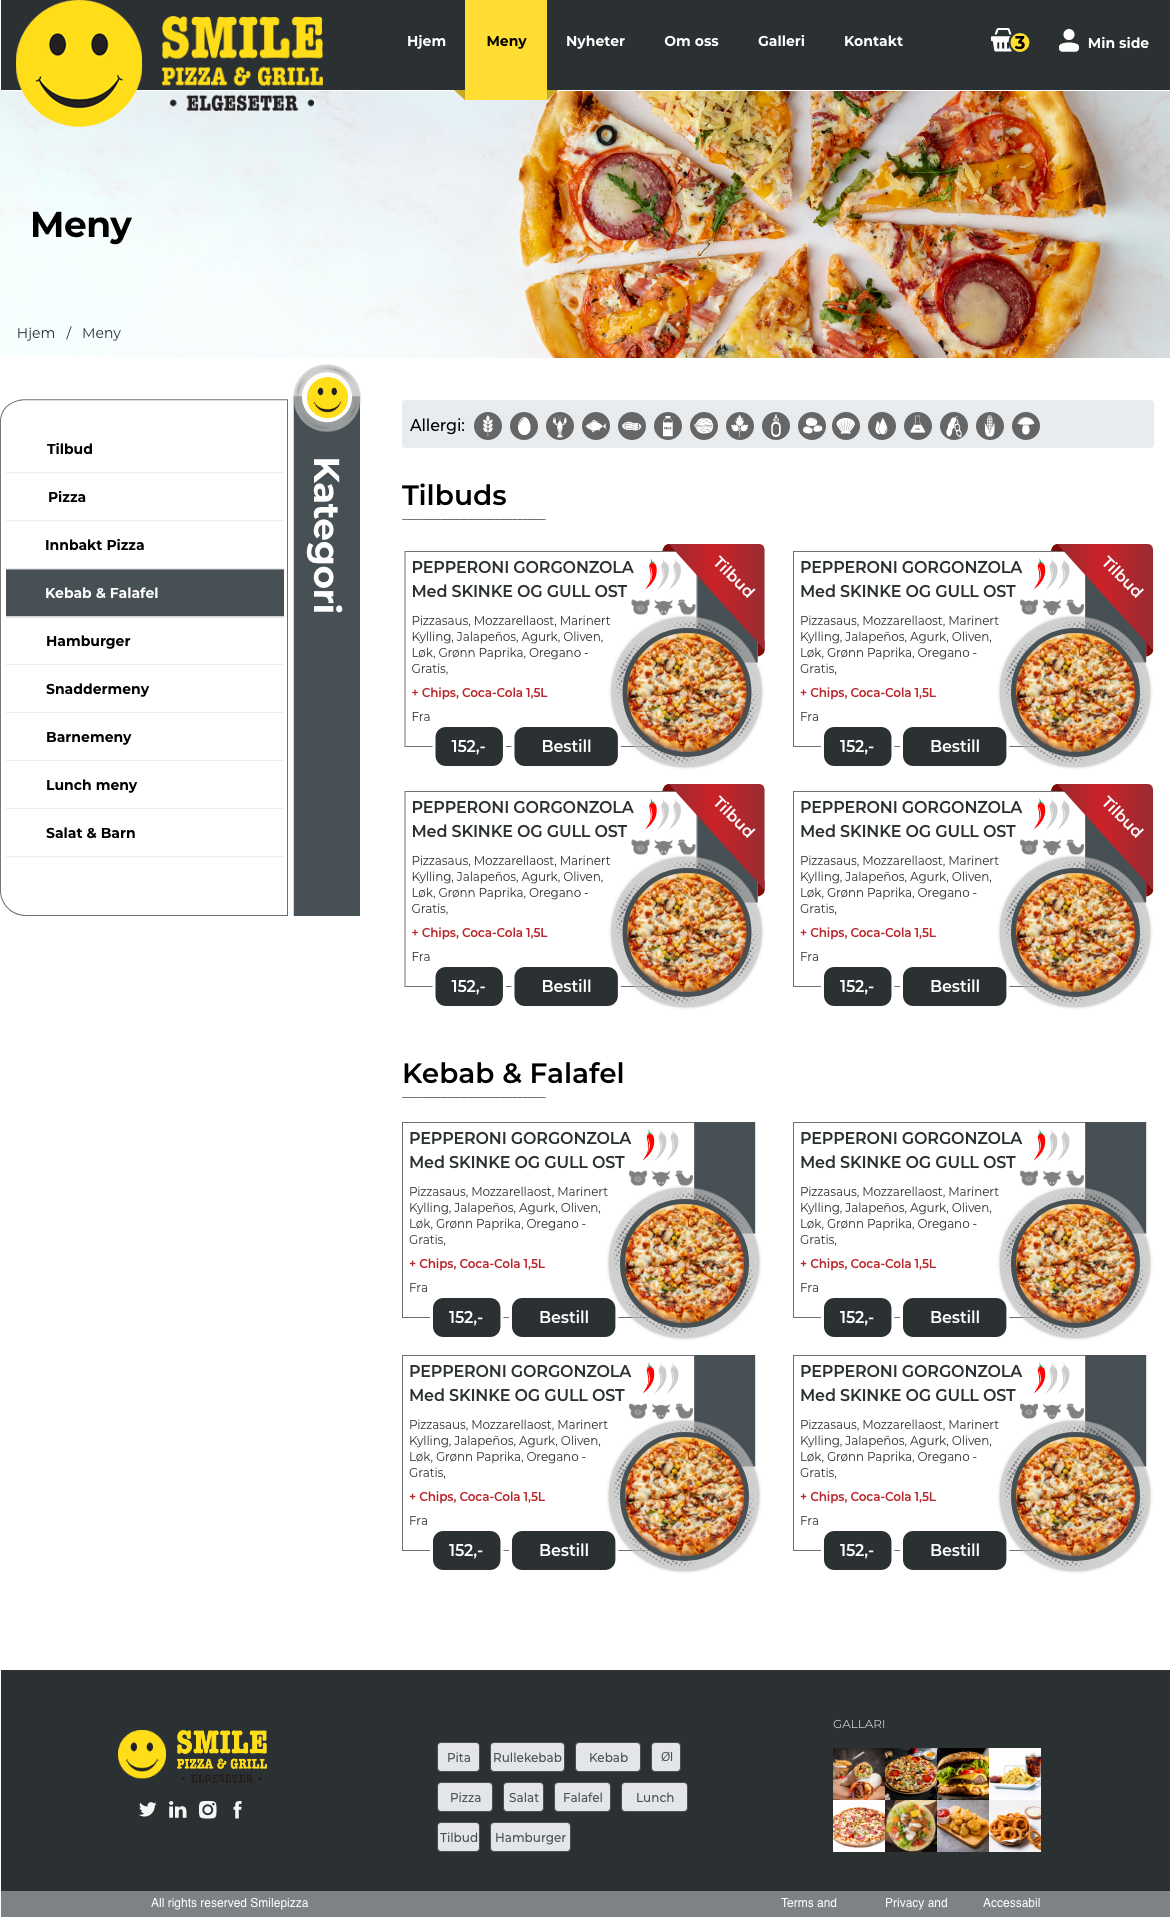 SMILE
PIZZA & GRILL
• ELGESETER •
Hjem
Meny
Nyheter
Om oss
Galleri
Kontakt
3
Min side
Meny
Hjem / Meny
Kategori
Tilbud
Pizza
Innbakt Pizza
Kebab & Falafel
Hamburger
Snaddermeny
Barnemeny
Lunch meny
Salat & Barn
Allergi:
Tilbuds
PEPPERONI GORGONZOLA
Med SKINKE OG GULL OST
Tilbud
Pizzasaus, Mozzarellaost, Marinert
Kylling, Jalapeños, Agurk, Oliven,
Løk, Grønn Paprika, Oregano -
Gratis,
+ Chips, Coca-Cola 1,5L
Fra
152,-
Bestill
PEPPERONI GORGONZOLA
Med SKINKE OG GULL OST
Tilbud
Pizzasaus, Mozzarellaost, Marinert
Kylling, Jalapeños, Agurk, Oliven,
Løk, Grønn Paprika, Oregano -
Gratis,
+ Chips, Coca-Cola 1,5L
Fra
152,-
Bestill
PEPPERONI GORGONZOLA
Med SKINKE OG GULL OST
Tilbud
Pizzasaus, Mozzarellaost, Marinert
Kylling, Jalapeños, Agurk, Oliven,
Løk, Grønn Paprika, Oregano -
Gratis,
+ Chips, Coca-Cola 1,5L
Fra
152,-
Bestill
PEPPERONI GORGONZOLA
Med SKINKE OG GULL OST
Tilbud
Pizzasaus, Mozzarellaost, Marinert
Kylling, Jalapeños, Agurk, Oliven,
Løk, Grønn Paprika, Oregano -
Gratis,
+ Chips, Coca-Cola 1,5L
Fra
152,-
Bestill
Kebab & Falafel
PEPPERONI GORGONZOLA
Med SKINKE OG GULL OST
Pizzasaus, Mozzarellaost, Marinert
Kylling, Jalapeños, Agurk, Oliven,
Løk, Grønn Paprika, Oregano -
Gratis,
+ Chips, Coca-Cola 1,5L
Fra
152,-
Bestill
PEPPERONI GORGONZOLA
Med SKINKE OG GULL OST
Pizzasaus, Mozzarellaost, Marinert
Kylling, Jalapeños, Agurk, Oliven,
Løk, Grønn Paprika, Oregano -
Gratis,
+ Chips, Coca-Cola 1,5L
Fra
152,-
Bestill
PEPPERONI GORGONZOLA
Med SKINKE OG GULL OST
Pizzasaus, Mozzarellaost, Marinert
Kylling, Jalapeños, Agurk, Oliven,
Løk, Grønn Paprika, Oregano -
Gratis,
+ Chips, Coca-Cola 1,5L
Fra
152,-
Bestill
PEPPERONI GORGONZOLA
Med SKINKE OG GULL OST
Pizzasaus, Mozzarellaost, Marinert
Kylling, Jalapeños, Agurk, Oliven,
Løk, Grønn Paprika, Oregano -
Gratis,
+ Chips, Coca-Cola 1,5L
Fra
152,-
Bestill
SMILE
PIZZA & GRILL
• ELGESETER •
Pita
Rullekebab
Kebab
Øl
Pizza
Salat
Falafel
Lunch
Tilbud
Hamburger
GALLARI
All rights reserved Smilepizza
Terms and
Privacy and
Accessabil